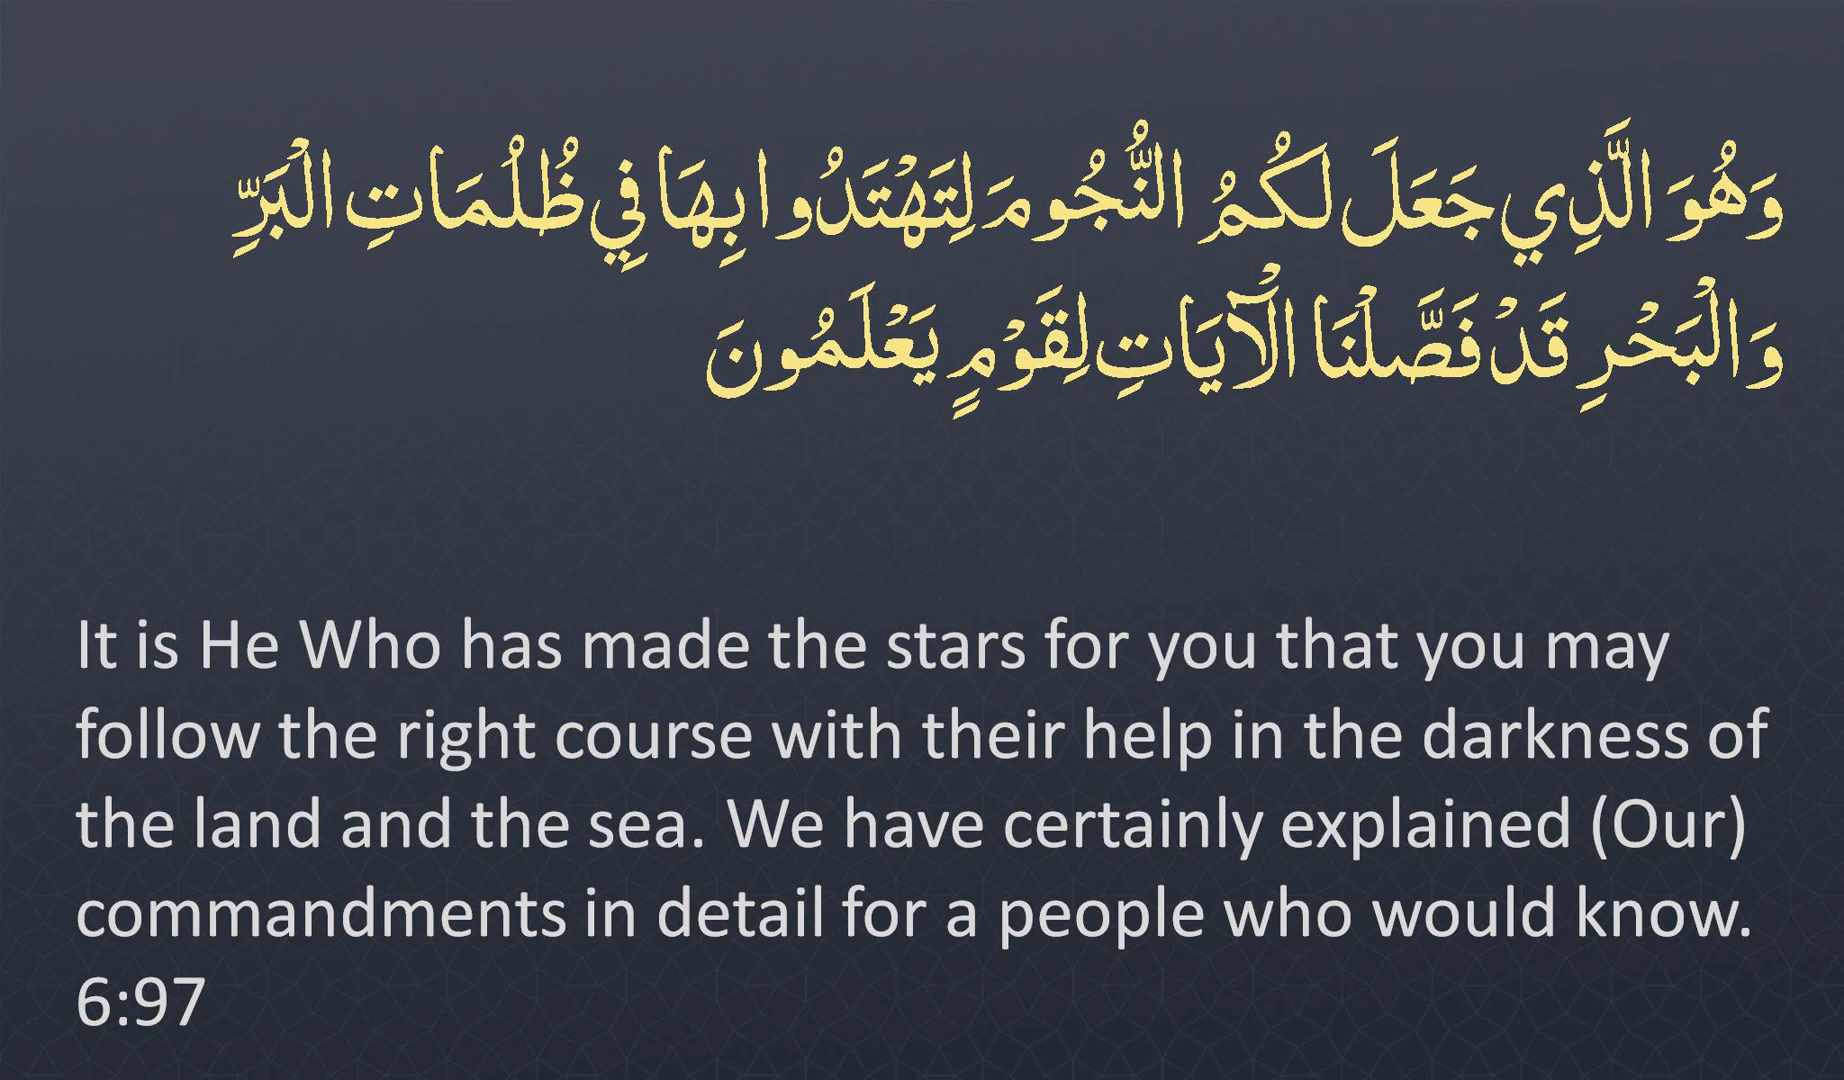 وَهُوَ الَّذِي جَعَلَ لَكُمُ النُّجُومَ لِتَهْتَدُوا بِهَا فِي ظُلُمَاتِ الْبَرِّ
وَالْبَحْرِ قَدْ فَصَّلْنَا الْآيَاتِ لِقَوْمٍ يَعْلَمُونَ
It is He Who has made the stars for you that you may
follow the right course with their help in the darkness of
the land and the sea. We have certainly explained (Our)
commandments in detail for a people who would know.
6:97